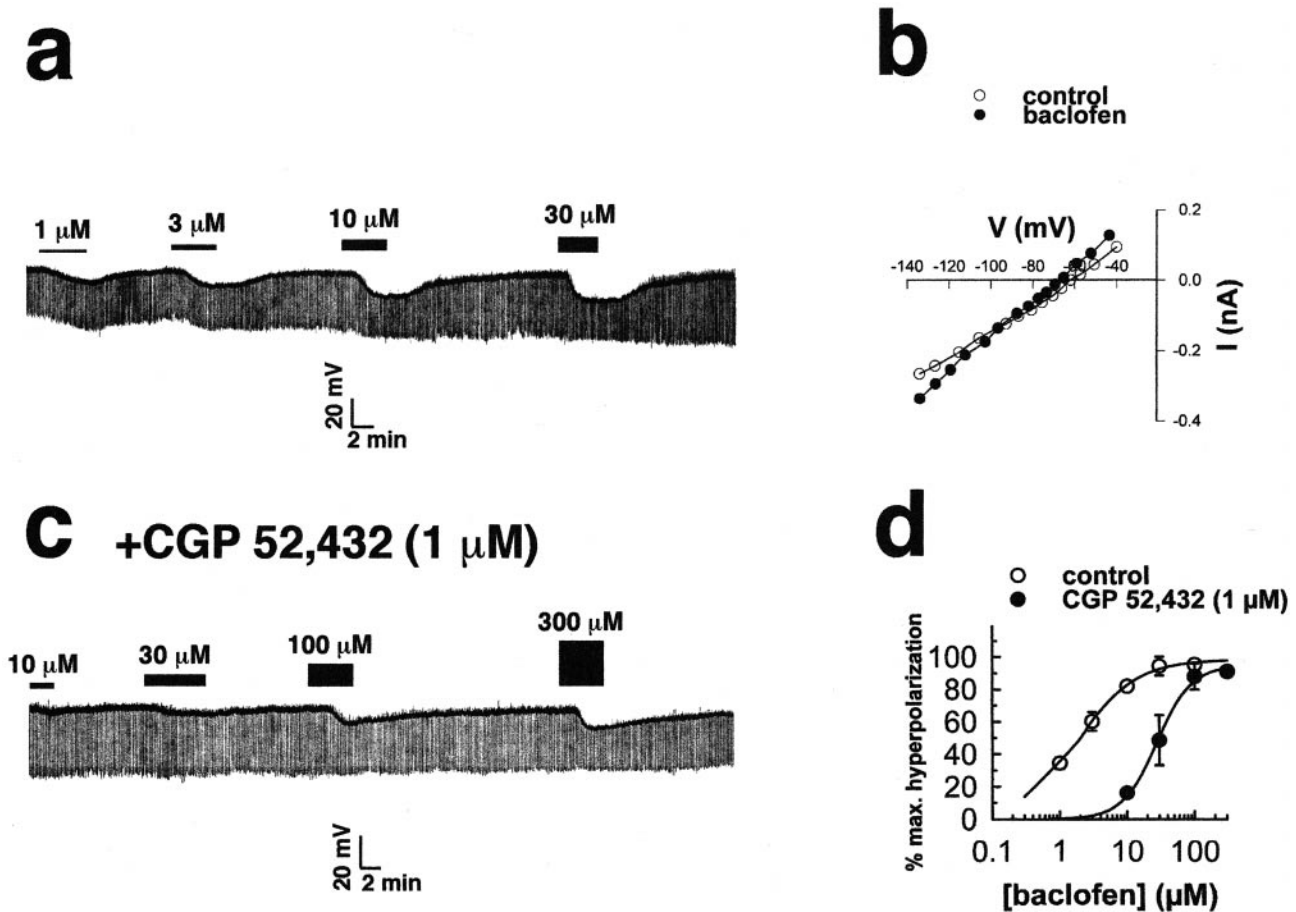 a
1 μM
3 μM
10 μM
30 μM
20 mV
2 min
b
control
baclofen
V (mV)
-140 -120 -100 -80 -60 -40
0.2
0.0
-0.2
-0.4
I (nA)
c +CGP 52,432 (1 μM)
10 μM
30 μM
100 μM
300 μM
20 mV
2 min
d
control
CGP 52,432 (1 μM)
% max. hyperpolarization
100
80
60
40
20
0
0.1 1 10 100
[baclofen] (μM)